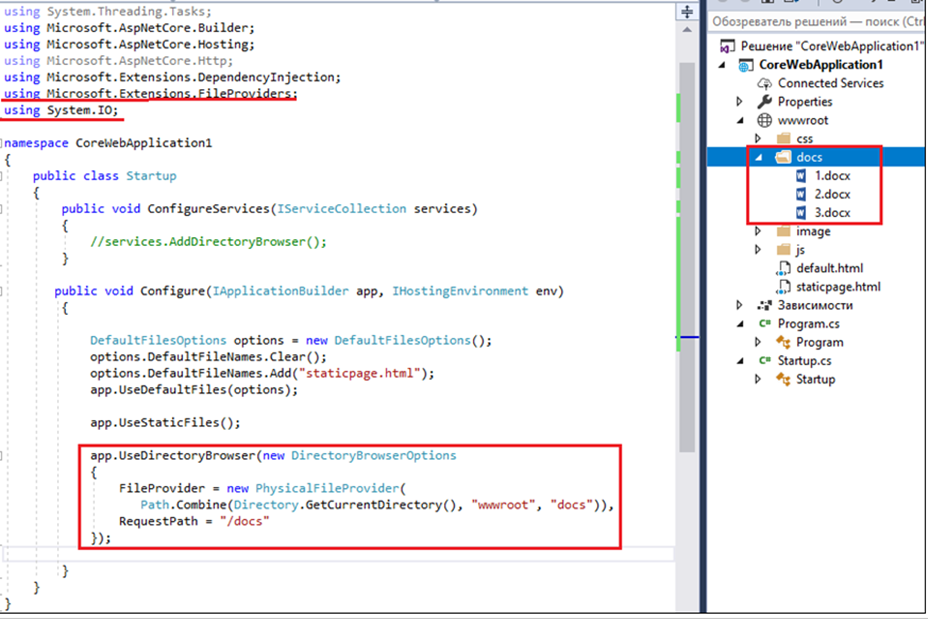 using System.Threading.Tasks;
using Microsoft.AspNetCore.Builder;
using Microsoft.AspNetCore.Hosting;
using Microsoft.AspNetCore.Http;
using Microsoft.Extensions.DependencyInjection;
using Microsoft.Extensions.FileProviders;
using System.IO;
namespace CoreWebApplication1
{
public class Startup
{
public void ConfigureServices(IServiceCollection services)
{
//services.AddDirectoryBrowser();
}
public void Configure(IApplicationBuilder app, IHostingEnvironment env)
{
DefaultFilesOptions options = new DefaultFilesOptions();
options.DefaultFileNames.Clear();
options.DefaultFileNames.Add("staticpage.html");
app.UseDefaultFiles(options);
app.UseStaticFiles();
app.UseDirectoryBrowser(new DirectoryBrowserOptions
{
FileProvider = new PhysicalFileProvider(
Path.Combine(Directory.GetCurrentDirectory(), "wwwroot", "docs")),
RequestPath = "/docs"
});
}
}
}
Обозреватель решений — поиск (Ctrl
Решение "CoreWebApplication1"
CoreWebApplication1
Connected Services
Properties
wwwroot
css
docs
1.docx
2.docx
3.docx
image
js
default.html
staticpage.html
Зависимости
C# Program.cs
Program
C# Startup.cs
Startup